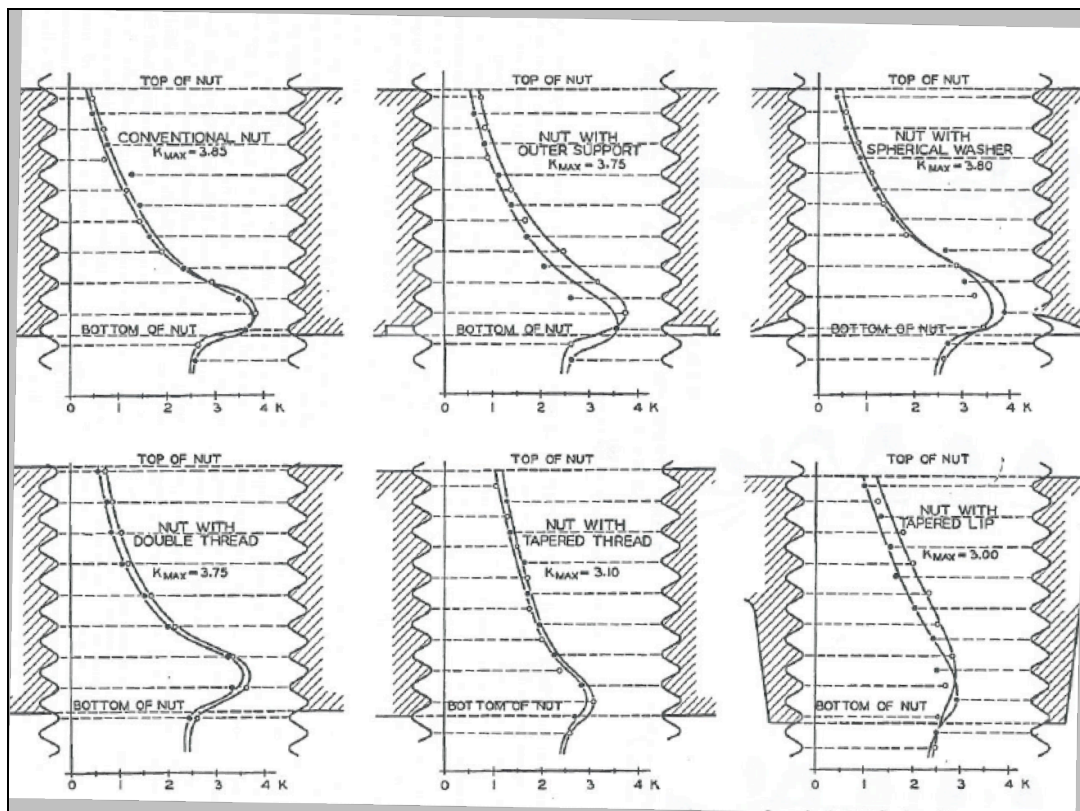 TOP OF NUT
CONVENTIONAL NUT
KMAX = 3.85
BOTTOM OF NUT
0 1 2 3 4 K
TOP OF NUT
NUT WITH
OUTER SUPPORT
KMAX = 3.75
BOTTOM OF NUT
0 1 2 3 4 K
TOP OF NUT
NUT WITH
SPHERICAL WASHER
KMAX = 3.80
BOTTOM OF NUT
0 1 2 3 4 K
TOP OF NUT
NUT WITH
DOUBLE THREAD
KMAX = 3.75
BOTTOM OF NUT
0 1 2 3 4 K
TOP OF NUT
NUT WITH
TAPERED THREAD
KMAX = 3.10
BOTTOM OF NUT
0 1 2 3 4 K
TOP OF NUT
NUT WITH
TAPERED LIP
KMAX = 3.00
BOTTOM OF NUT
0 1 2 3 4 K